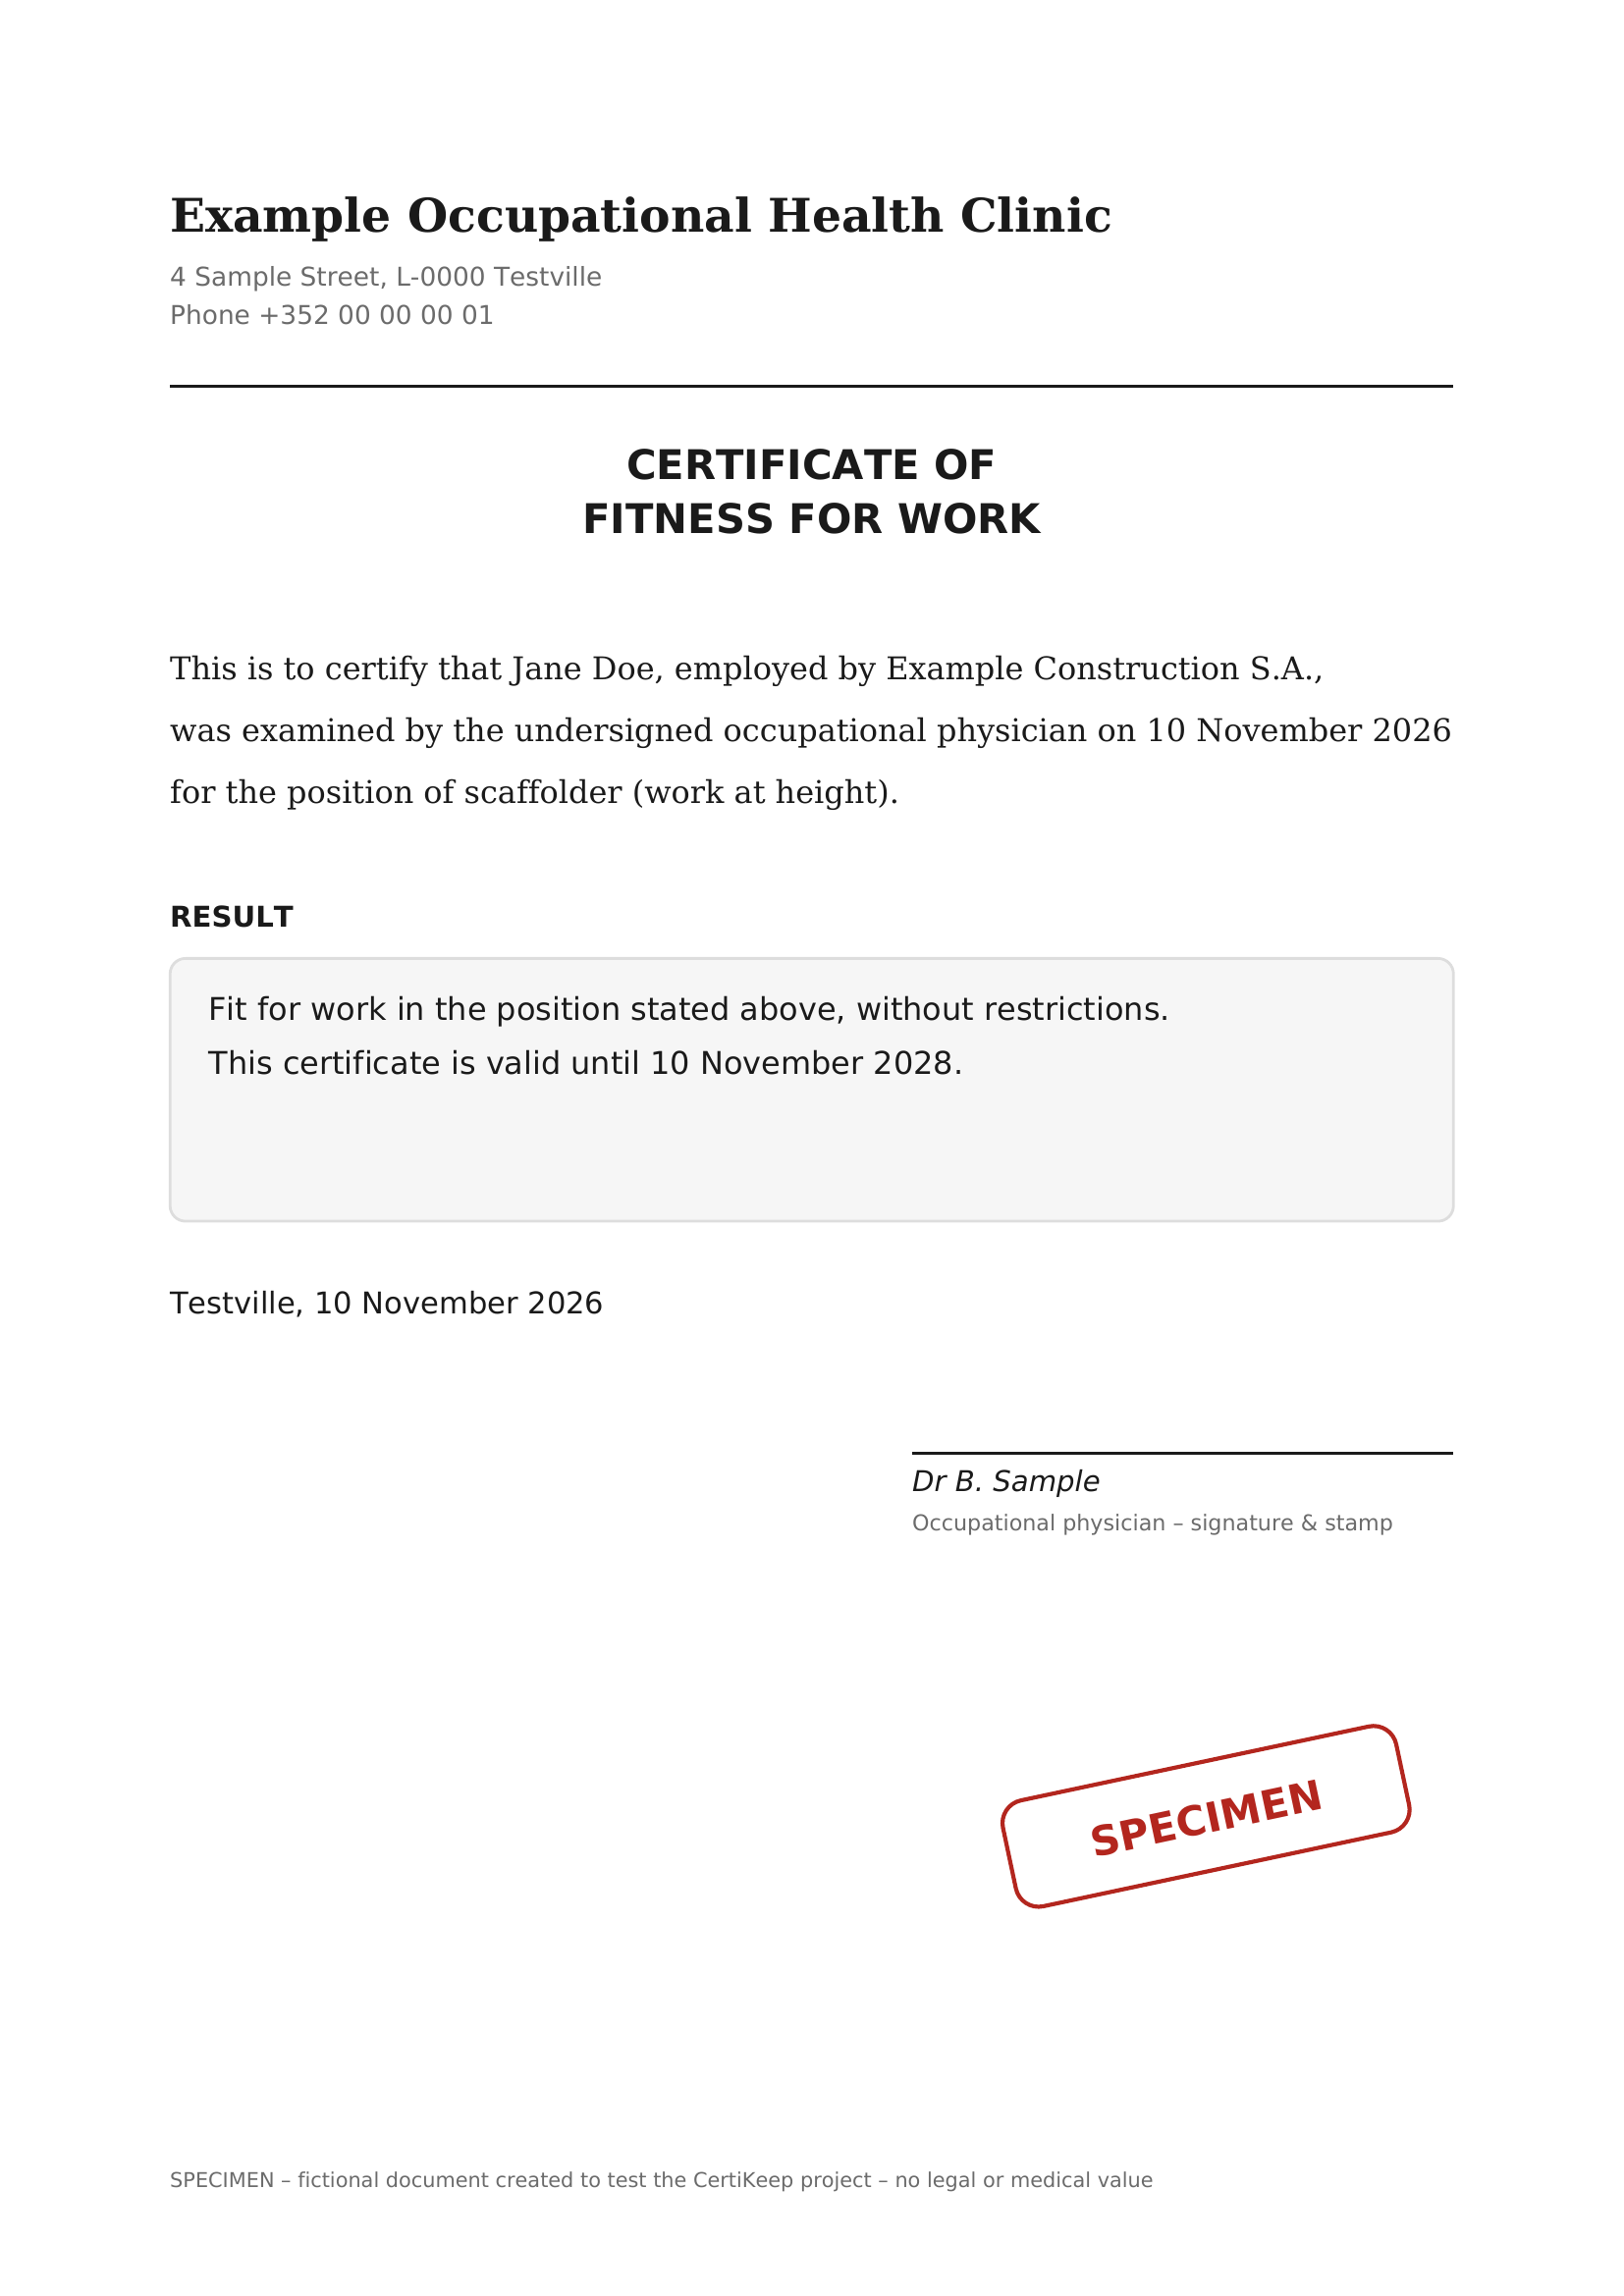 Example Occupational Health Clinic
4 Sample Street, L-0000 Testville
Phone +352 00 00 00 01
CERTIFICATE OF
FITNESS FOR WORK
This is to certify that Jane Doe, employed by Example Construction S.A.,
was examined by the undersigned occupational physician on 10 November 2026
for the position of scaffolder (work at height).
RESULT
Fit for work in the position stated above, without restrictions.
This certificate is valid until 10 November 2028.
Testville, 10 November 2026
Dr B. Sample
Occupational physician – signature & stamp
SPECIMEN
SPECIMEN – fictional document created to test the CertiKeep project – no legal or medical value